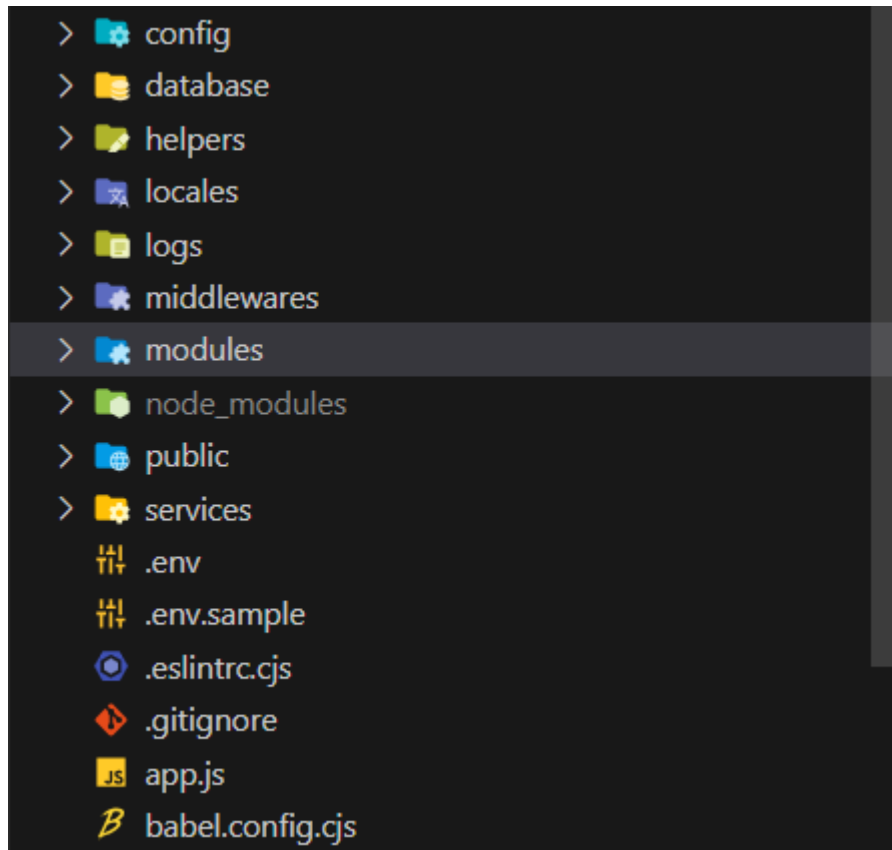 config
database
helpers
locales
logs
middlewares
modules
node_modules
public
services
.env
.env.sample
.eslintrc.cjs
.gitignore
JS app.js
babel.config.cjs